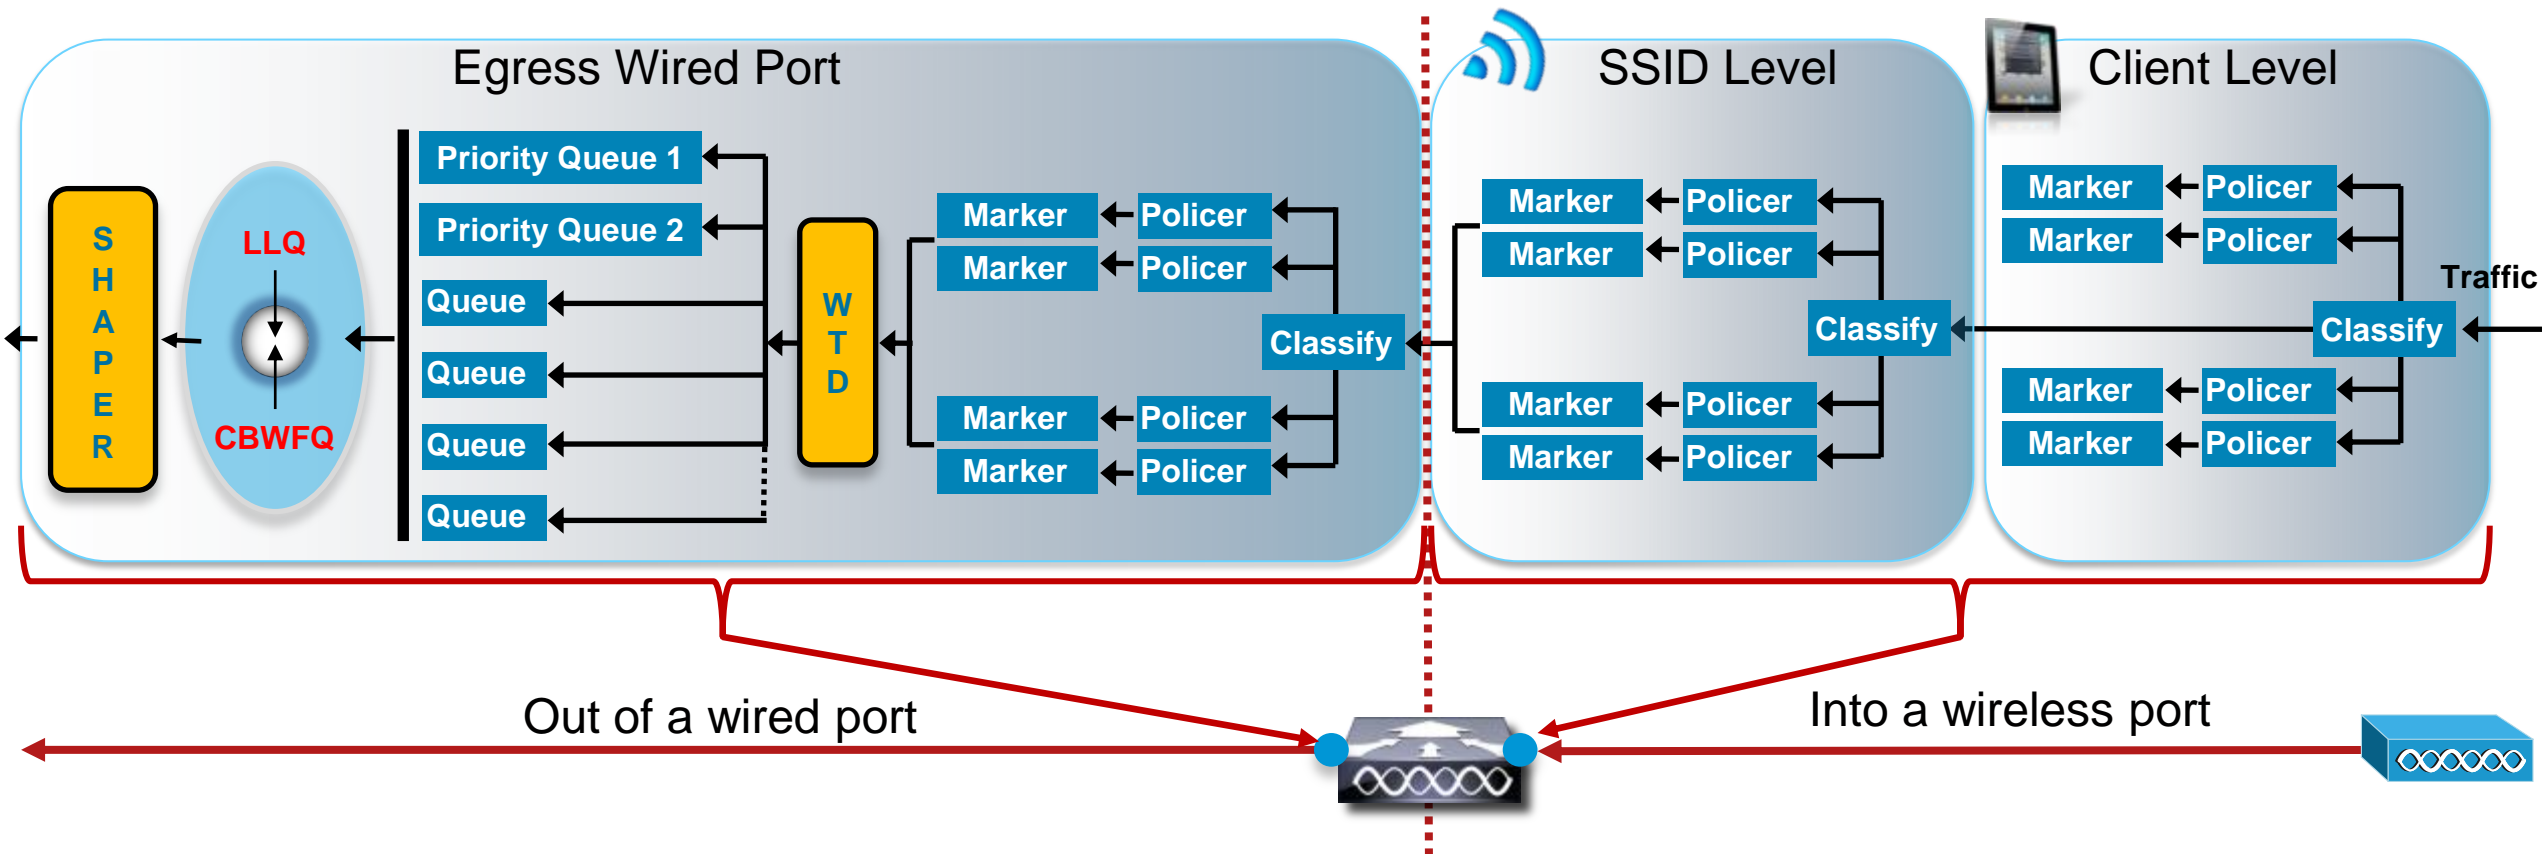 Egress Wired Port
SSID Level
Client Level
Priority Queue 1
Priority Queue 2
Queue
Queue
Queue
Queue
SHAPER
LLQ
CBWFQ
WTD
Marker
Policer
Marker
Policer
Classify
Marker
Policer
Marker
Policer
Marker
Policer
Marker
Policer
Classify
Marker
Policer
Marker
Policer
Marker
Policer
Marker
Policer
Traffic
Classify
Marker
Policer
Marker
Policer
Out of a wired port
Into a wireless port